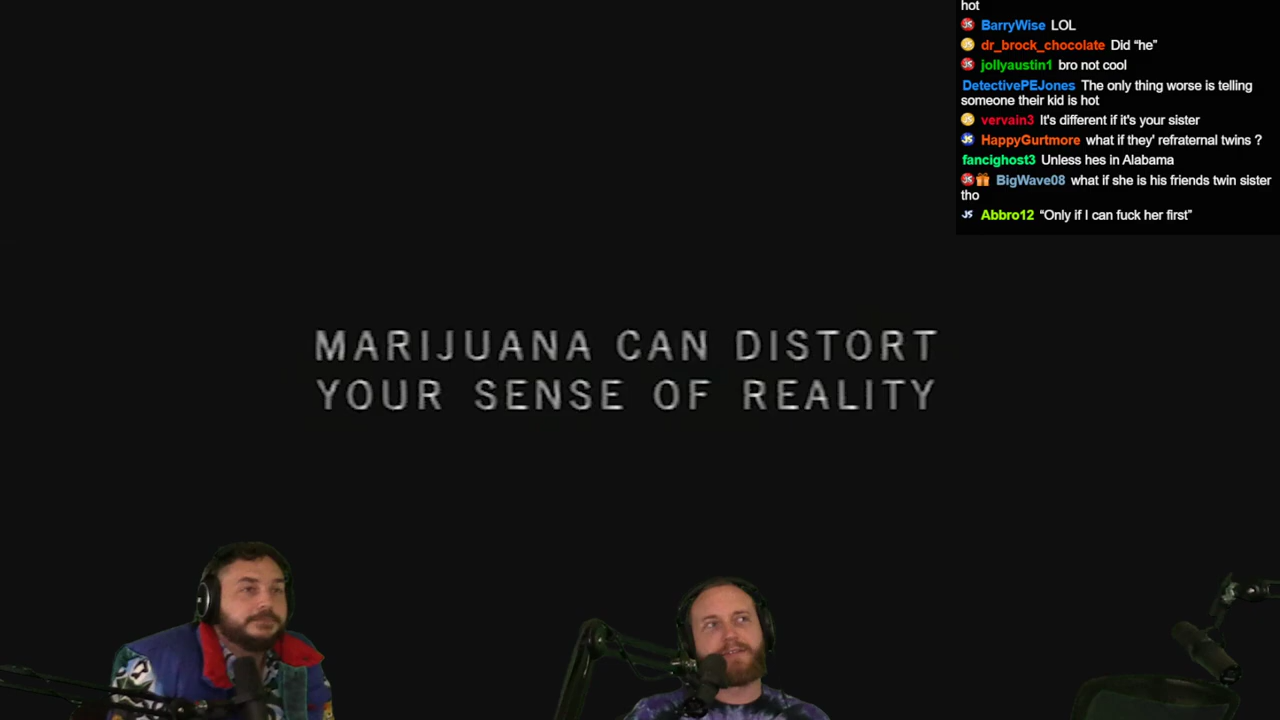 hot
BarryWise LOL
dr_brock_chocolate Did “he”
jollyaustin1 bro not cool
DetectivePEJones The only thing worse is telling
someone their kid is hot
vervain3 It's different if it's your sister
HappyGurtmore what if they' refraternal twins ?
fancighost3 Unless hes in Alabama
BigWave08 what if she is his friends twin sister
tho
Abbro12 “Only if I can fuck her first”
MARIJUANA CAN DISTORT
YOUR SENSE OF REALITY